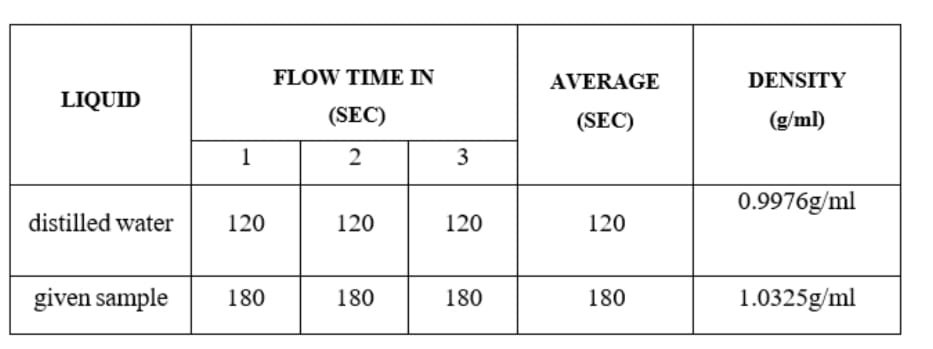 LIQUID
FLOW TIME IN
(SEC)
AVERAGE
(SEC)
DENSITY
(g/ml)
1 2 3
distilled water 120 120 120 120 0.9976g/ml
given sample 180 180 180 180 1.0325g/ml